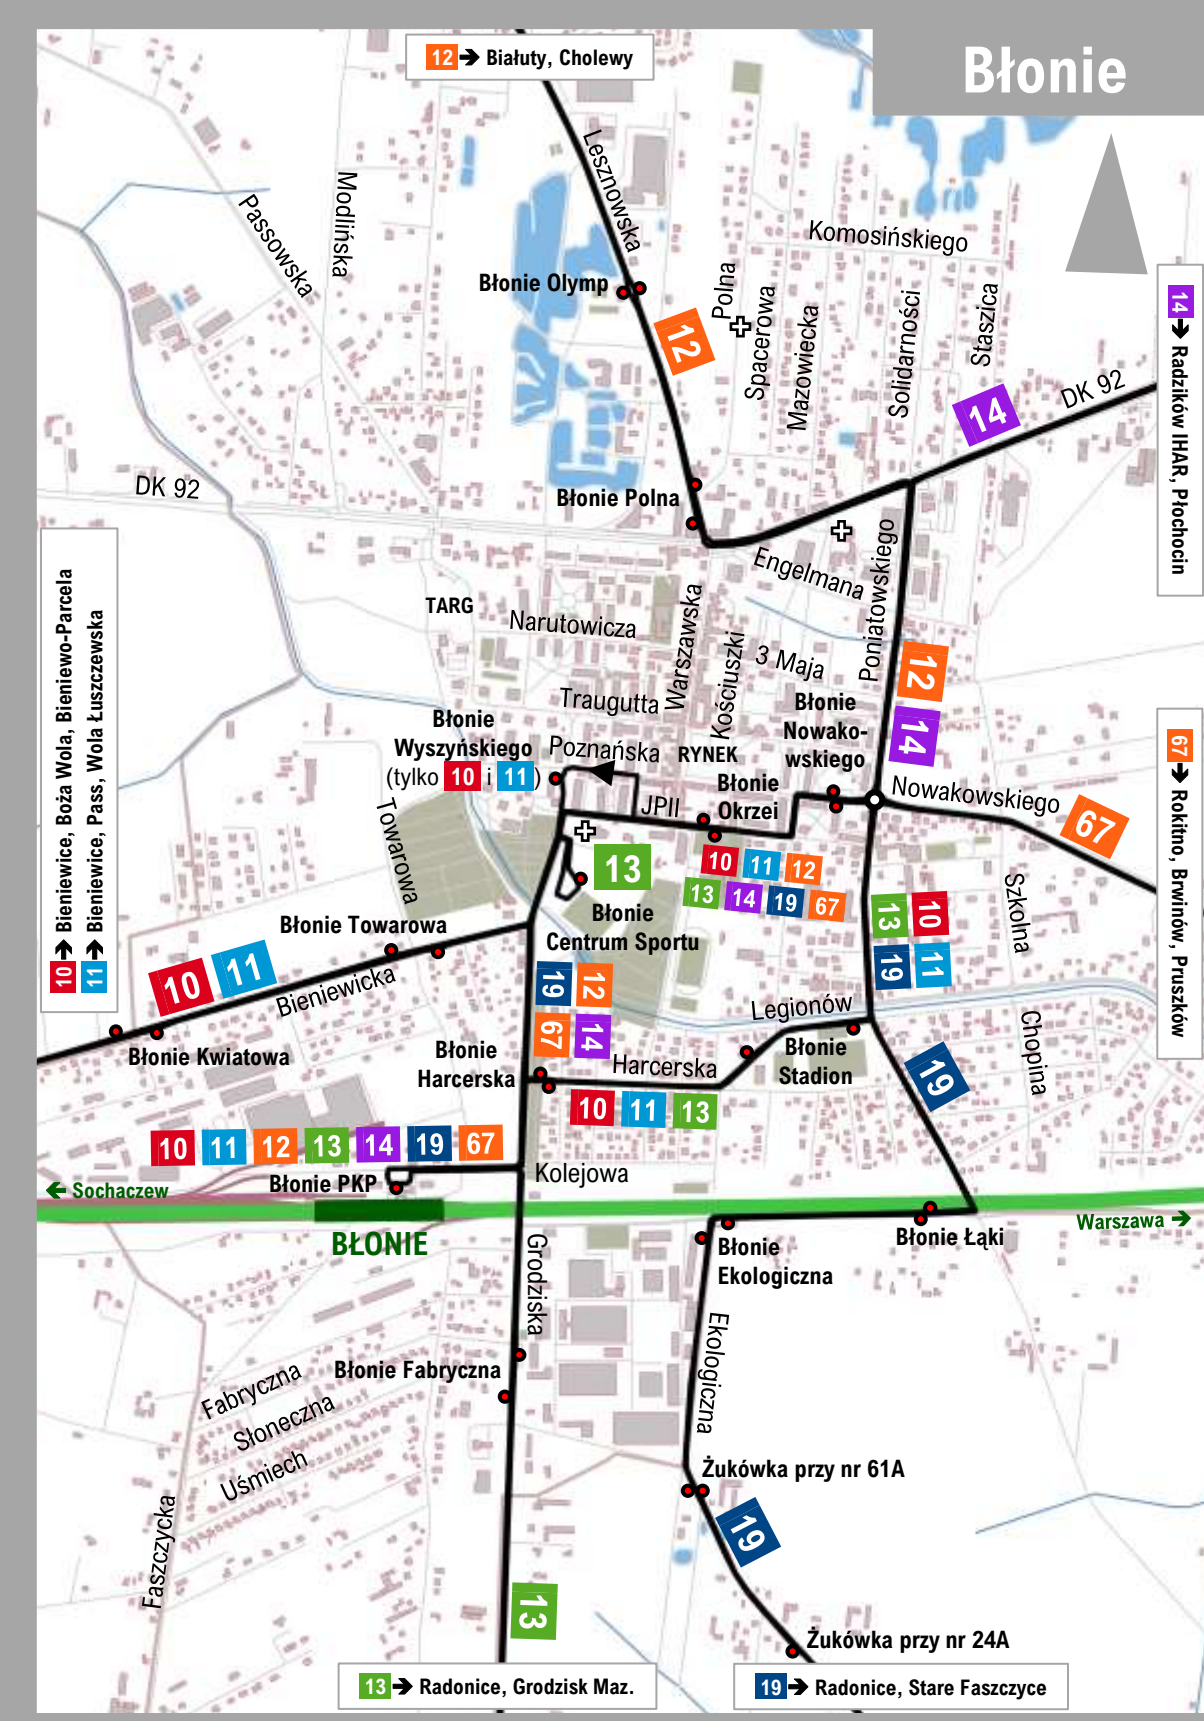 Błonie
12 → Białuty, Cholewy
Lesznowska
Modlińska
Passowska
Komosińskiego
Błonie Olymp
Polna
Spacerowa
Mazowiecka
Solidarności
Staszica
12
14 → Radzików IHAR, Płochocin
14
DK 92
DK 92
Błonie Polna
Engelmana
Poniatowskiego
10 → Bieniewice, Boża Wola, Bieniewo-Parcela
11 → Bieniewice, Pass, Wola Łuszczewska
TARG
Narutowicza
Warszawska
Kościuszki
3 Maja
12
14
Traugutta
Błonie
Nowako-
wskiego
Błonie
Wyszyńskiego
(tylko 10 i 11)
Poznańska
RYNEK
67 → Rokitno, Brwinów, Pruszków
JPII
Błonie
Okrzei
Nowakowskiego
67
Towarowa
13
10 11 12
13 14 19 67
13 10
19 11
Szkolna
Błonie
Centrum Sportu
Błonie Towarowa
10 11
Bieniewicka
19 12
67 14
Legionów
Chopina
Błonie Kwiatowa
Błonie
Harcerska
Harcerska
Błonie
Stadion
19
10 11 13
10 11 12 13 14 19 67
Kolejowa
Błonie PKP
← Sochaczew
Warszawa →
BŁONIE
Grodziska
Błonie
Ekologiczna
Błonie Łąki
Ekologiczna
Błonie Fabryczna
Fabryczna
Słoneczna
Uśmiech
Faszczycka
Żukówka przy nr 61A
19
13
Żukówka przy nr 24A
13 → Radonice, Grodzisk Maz.
19 → Radonice, Stare Faszczyce